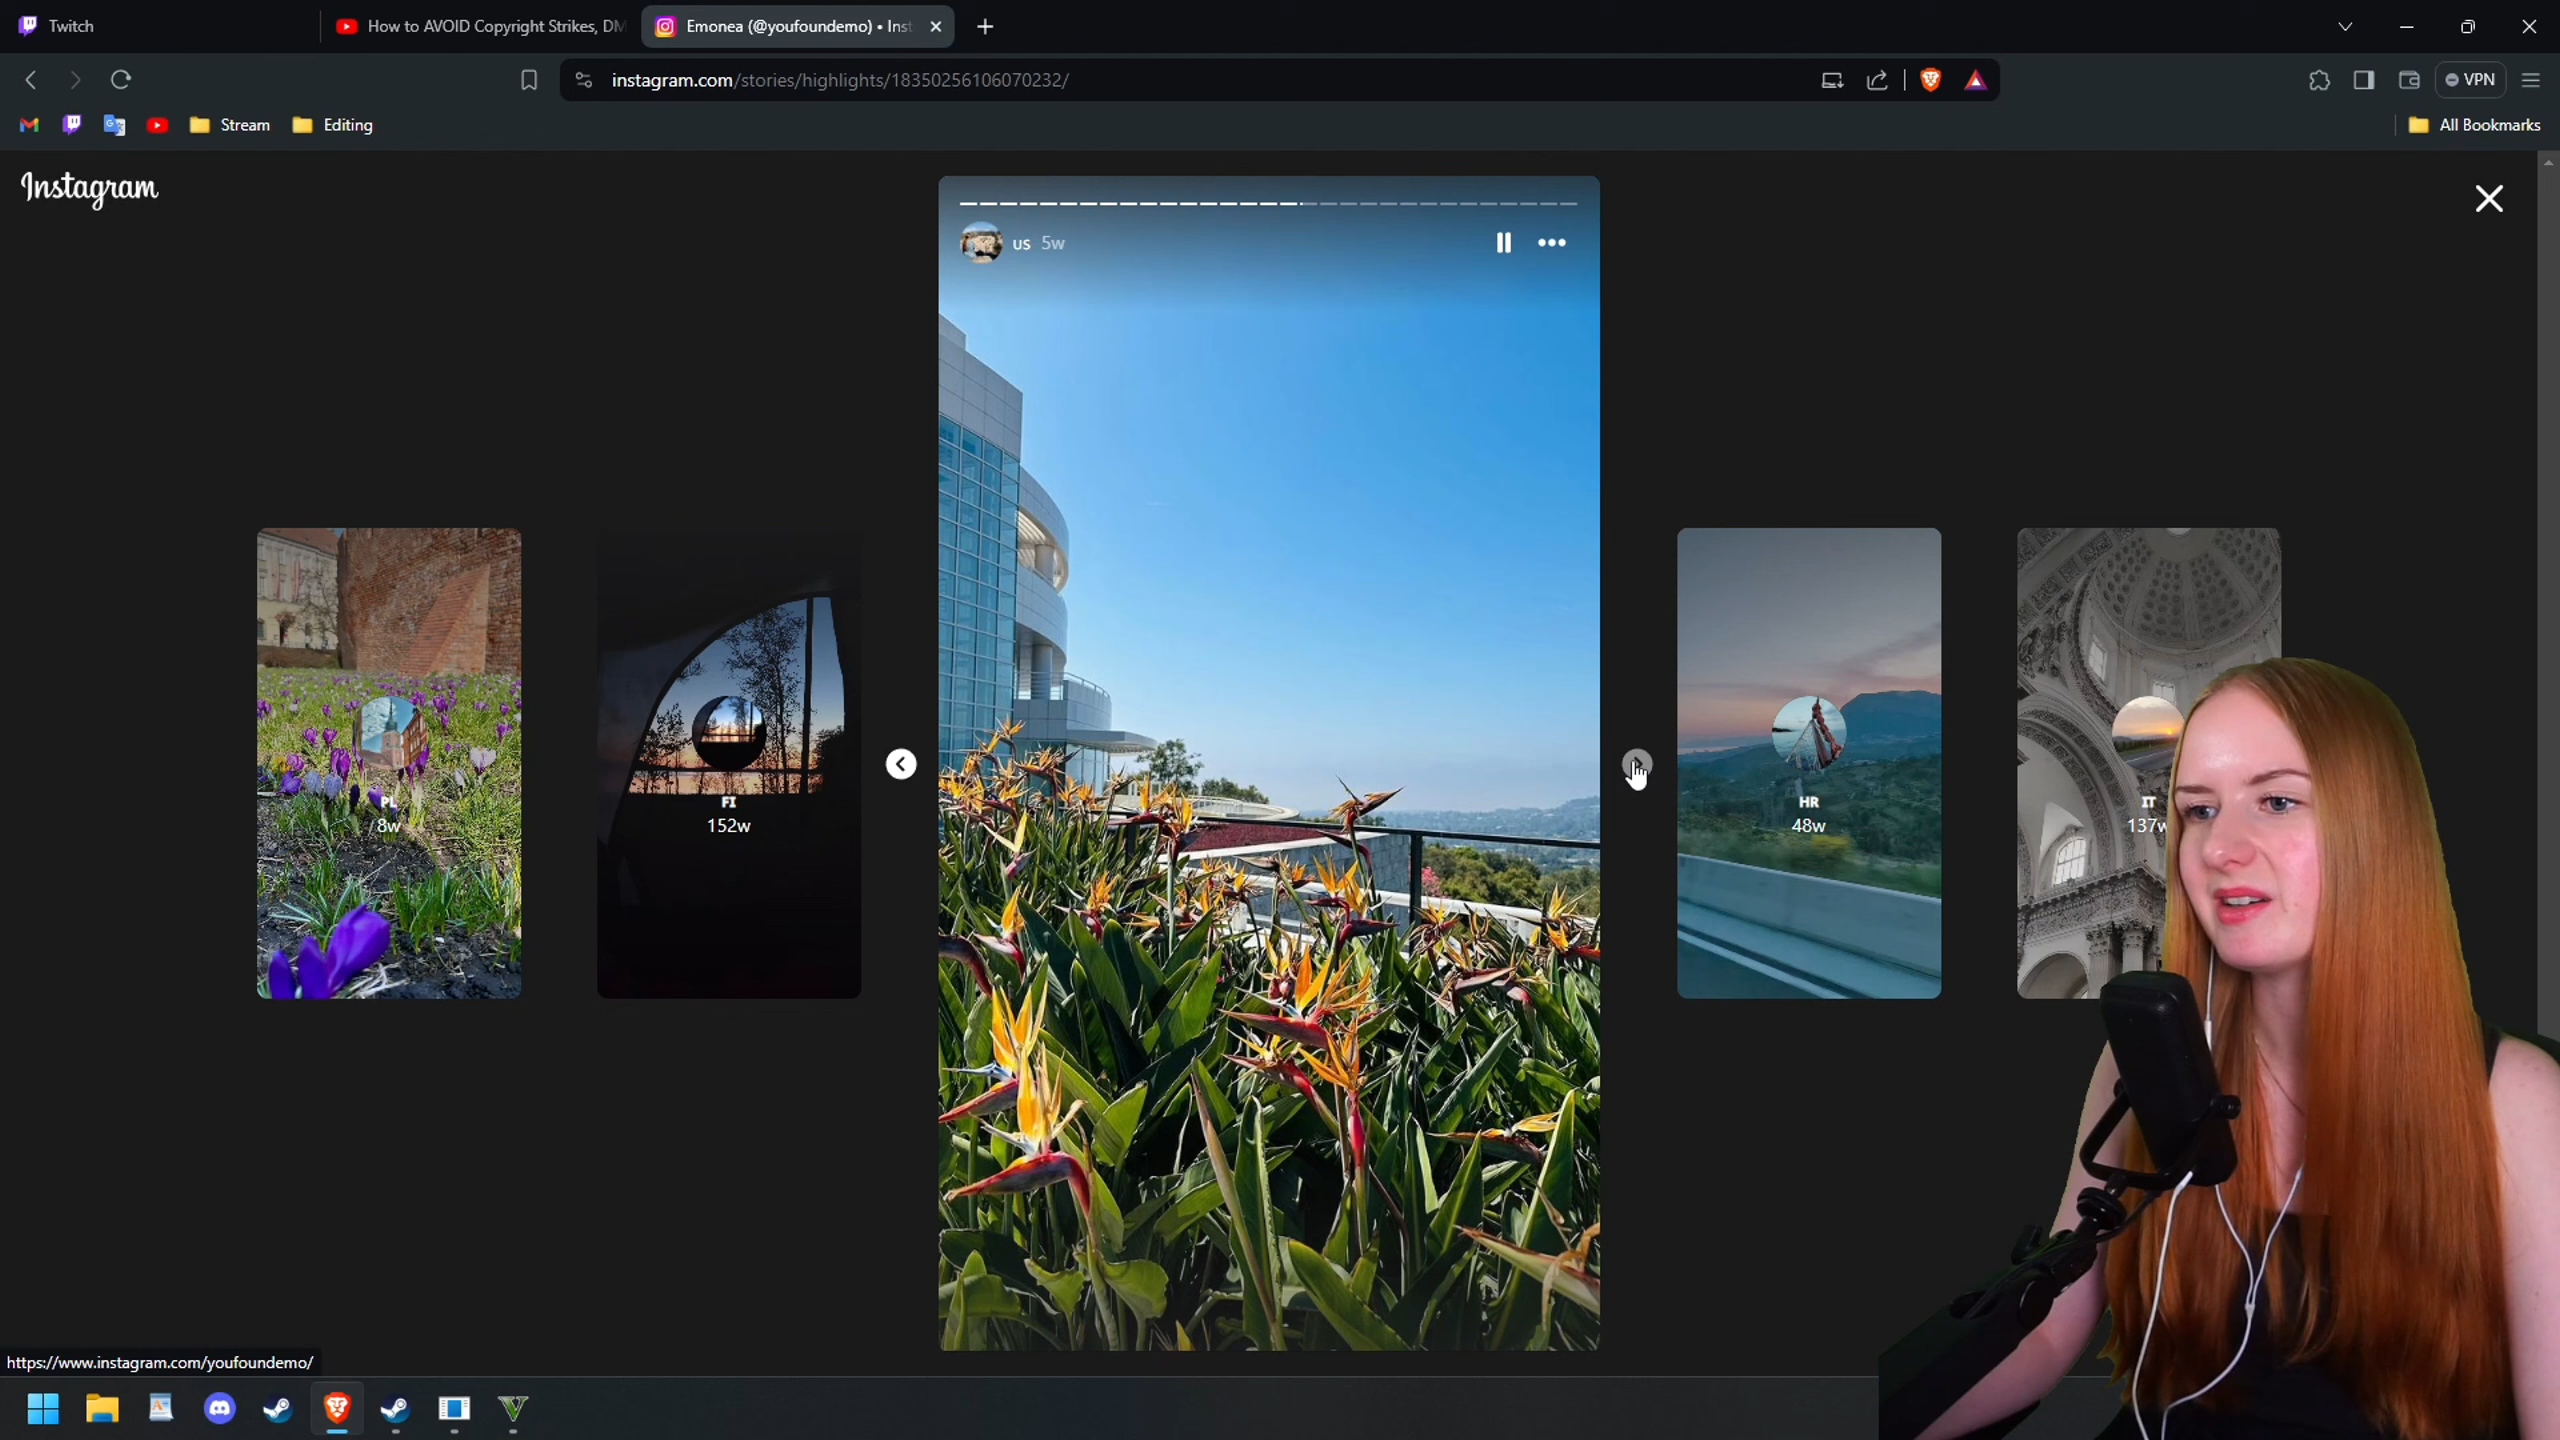 Twitch
How to AVOID Copyright Strikes, DM
Emonea (@youfoundemo) • Inst
instagram.com/stories/highlights/18350256106070232/
VPN
Stream
Editing
All Bookmarks
Instagram
us 5w
PL
8w
FI
152w
HR
48w
IT
137w
https://www.instagram.com/youfoundemo/